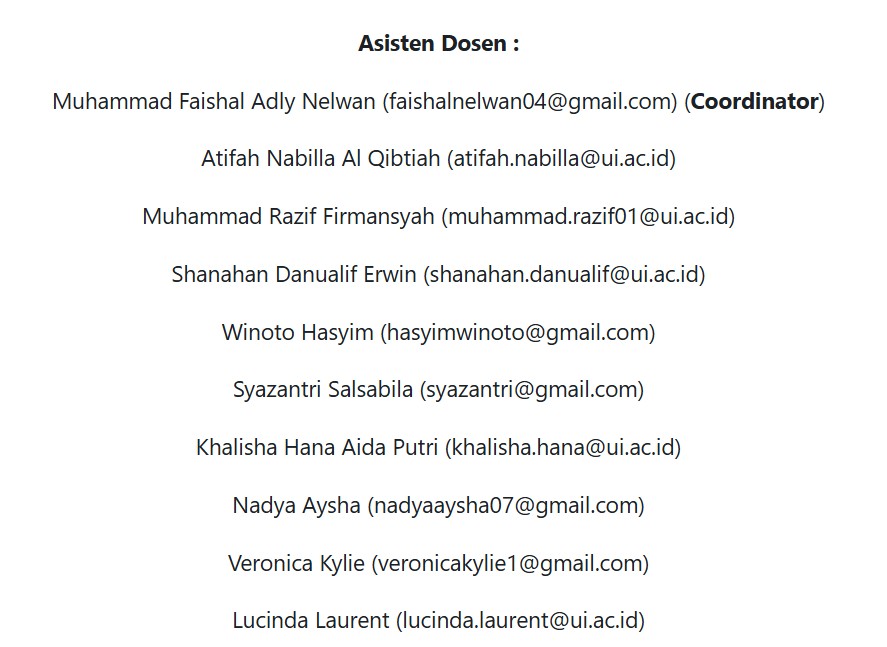 Asisten Dosen :
Muhammad Faishal Adly Nelwan (faishalnelwan04@gmail.com) (Coordinator)
Atifah Nabilla Al Qibtiah (atifah.nabilla@ui.ac.id)
Muhammad Razif Firmansyah (muhammad.razif01@ui.ac.id)
Shanahan Danualif Erwin (shanahan.danualif@ui.ac.id)
Winoto Hasyim (hasyimwinoto@gmail.com)
Syazantri Salsabila (syazantri@gmail.com)
Khalisha Hana Aida Putri (khalisha.hana@ui.ac.id)
Nadya Aysha (nadyaaysha07@gmail.com)
Veronica Kylie (veronicakylie1@gmail.com)
Lucinda Laurent (lucinda.laurent@ui.ac.id)